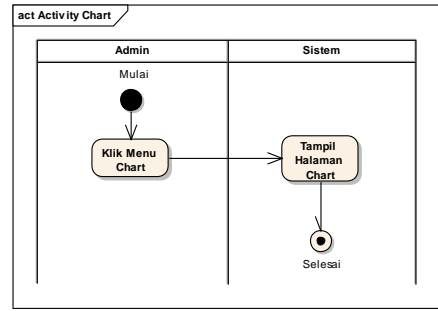 act Activity Chart
Admin
Sistem
Mulai
Klik Menu
Chart
Tampil
Halaman
Chart
Selesai